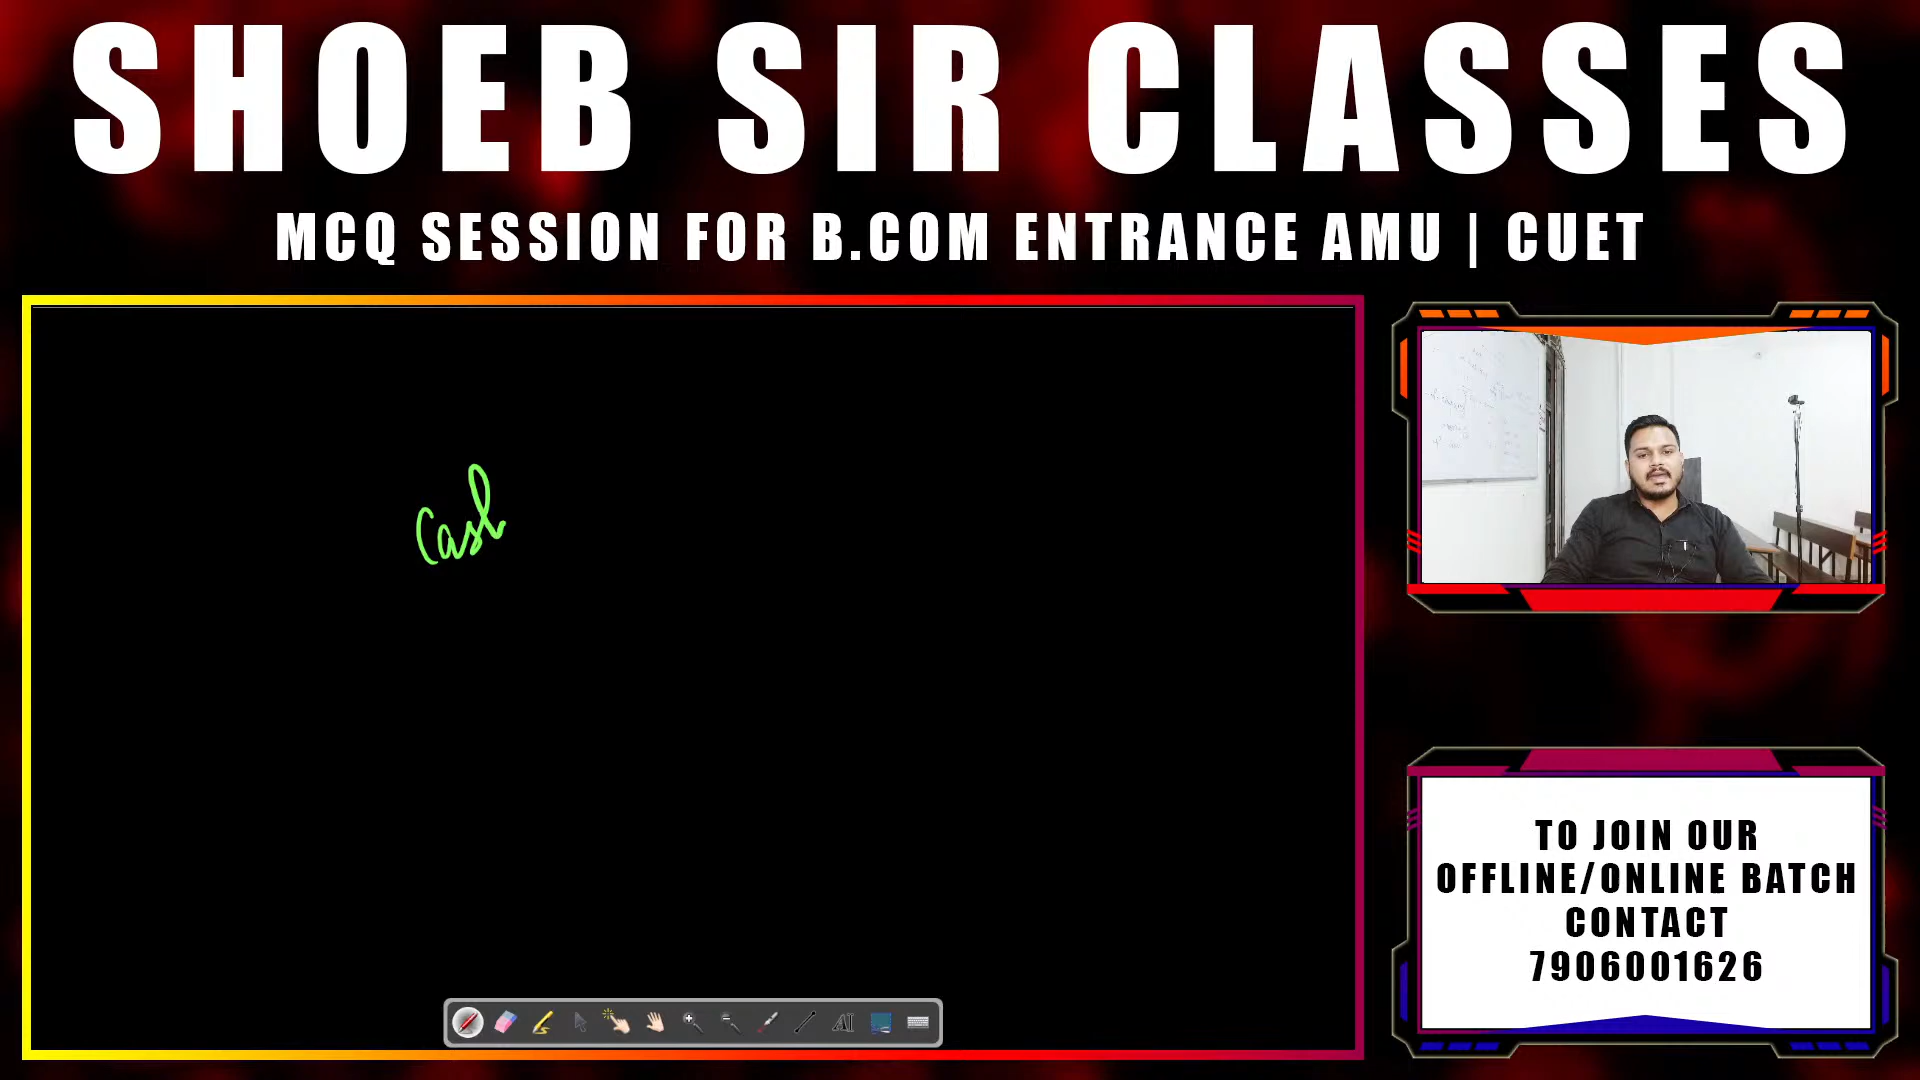 SHOEB SIR CLASSES
MCQ SESSION FOR B.COM ENTRANCE AMU | CUET
Cash
TO JOIN OUR
OFFLINE/ONLINE BATCH
CONTACT
7906001626